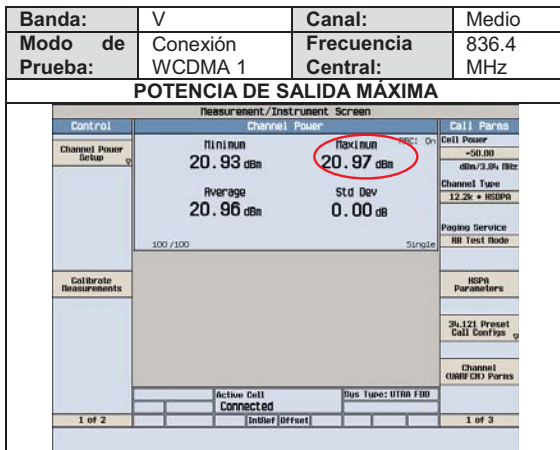 Banda: V Canal: Medio
Modo de Prueba: Conexión WCDMA 1 Frecuencia Central: 836.4 MHz
POTENCIA DE SALIDA MÁXIMA
Measurement/Instrument Screen
Control Channel Power Call Parms
Channel Power Setup
Minimum Maximum RRC: On
20.93 dBm 20.97 dBm
Average Std Dev
20.96 dBm 0.00 dB
100/100 Single
Cell Power
-50.00
dBm/3.84 MHz
Channel Type
12.2k + HSDPA
Paging Service
RB Test Mode
Calibrate Measurements
HSPA Parameters
34.121 Preset Call Configs
Channel (UARFCN) Parms
Active Cell Sys Type: UTRA FDD
Connected
IntRef Offset
1 of 2 1 of 3